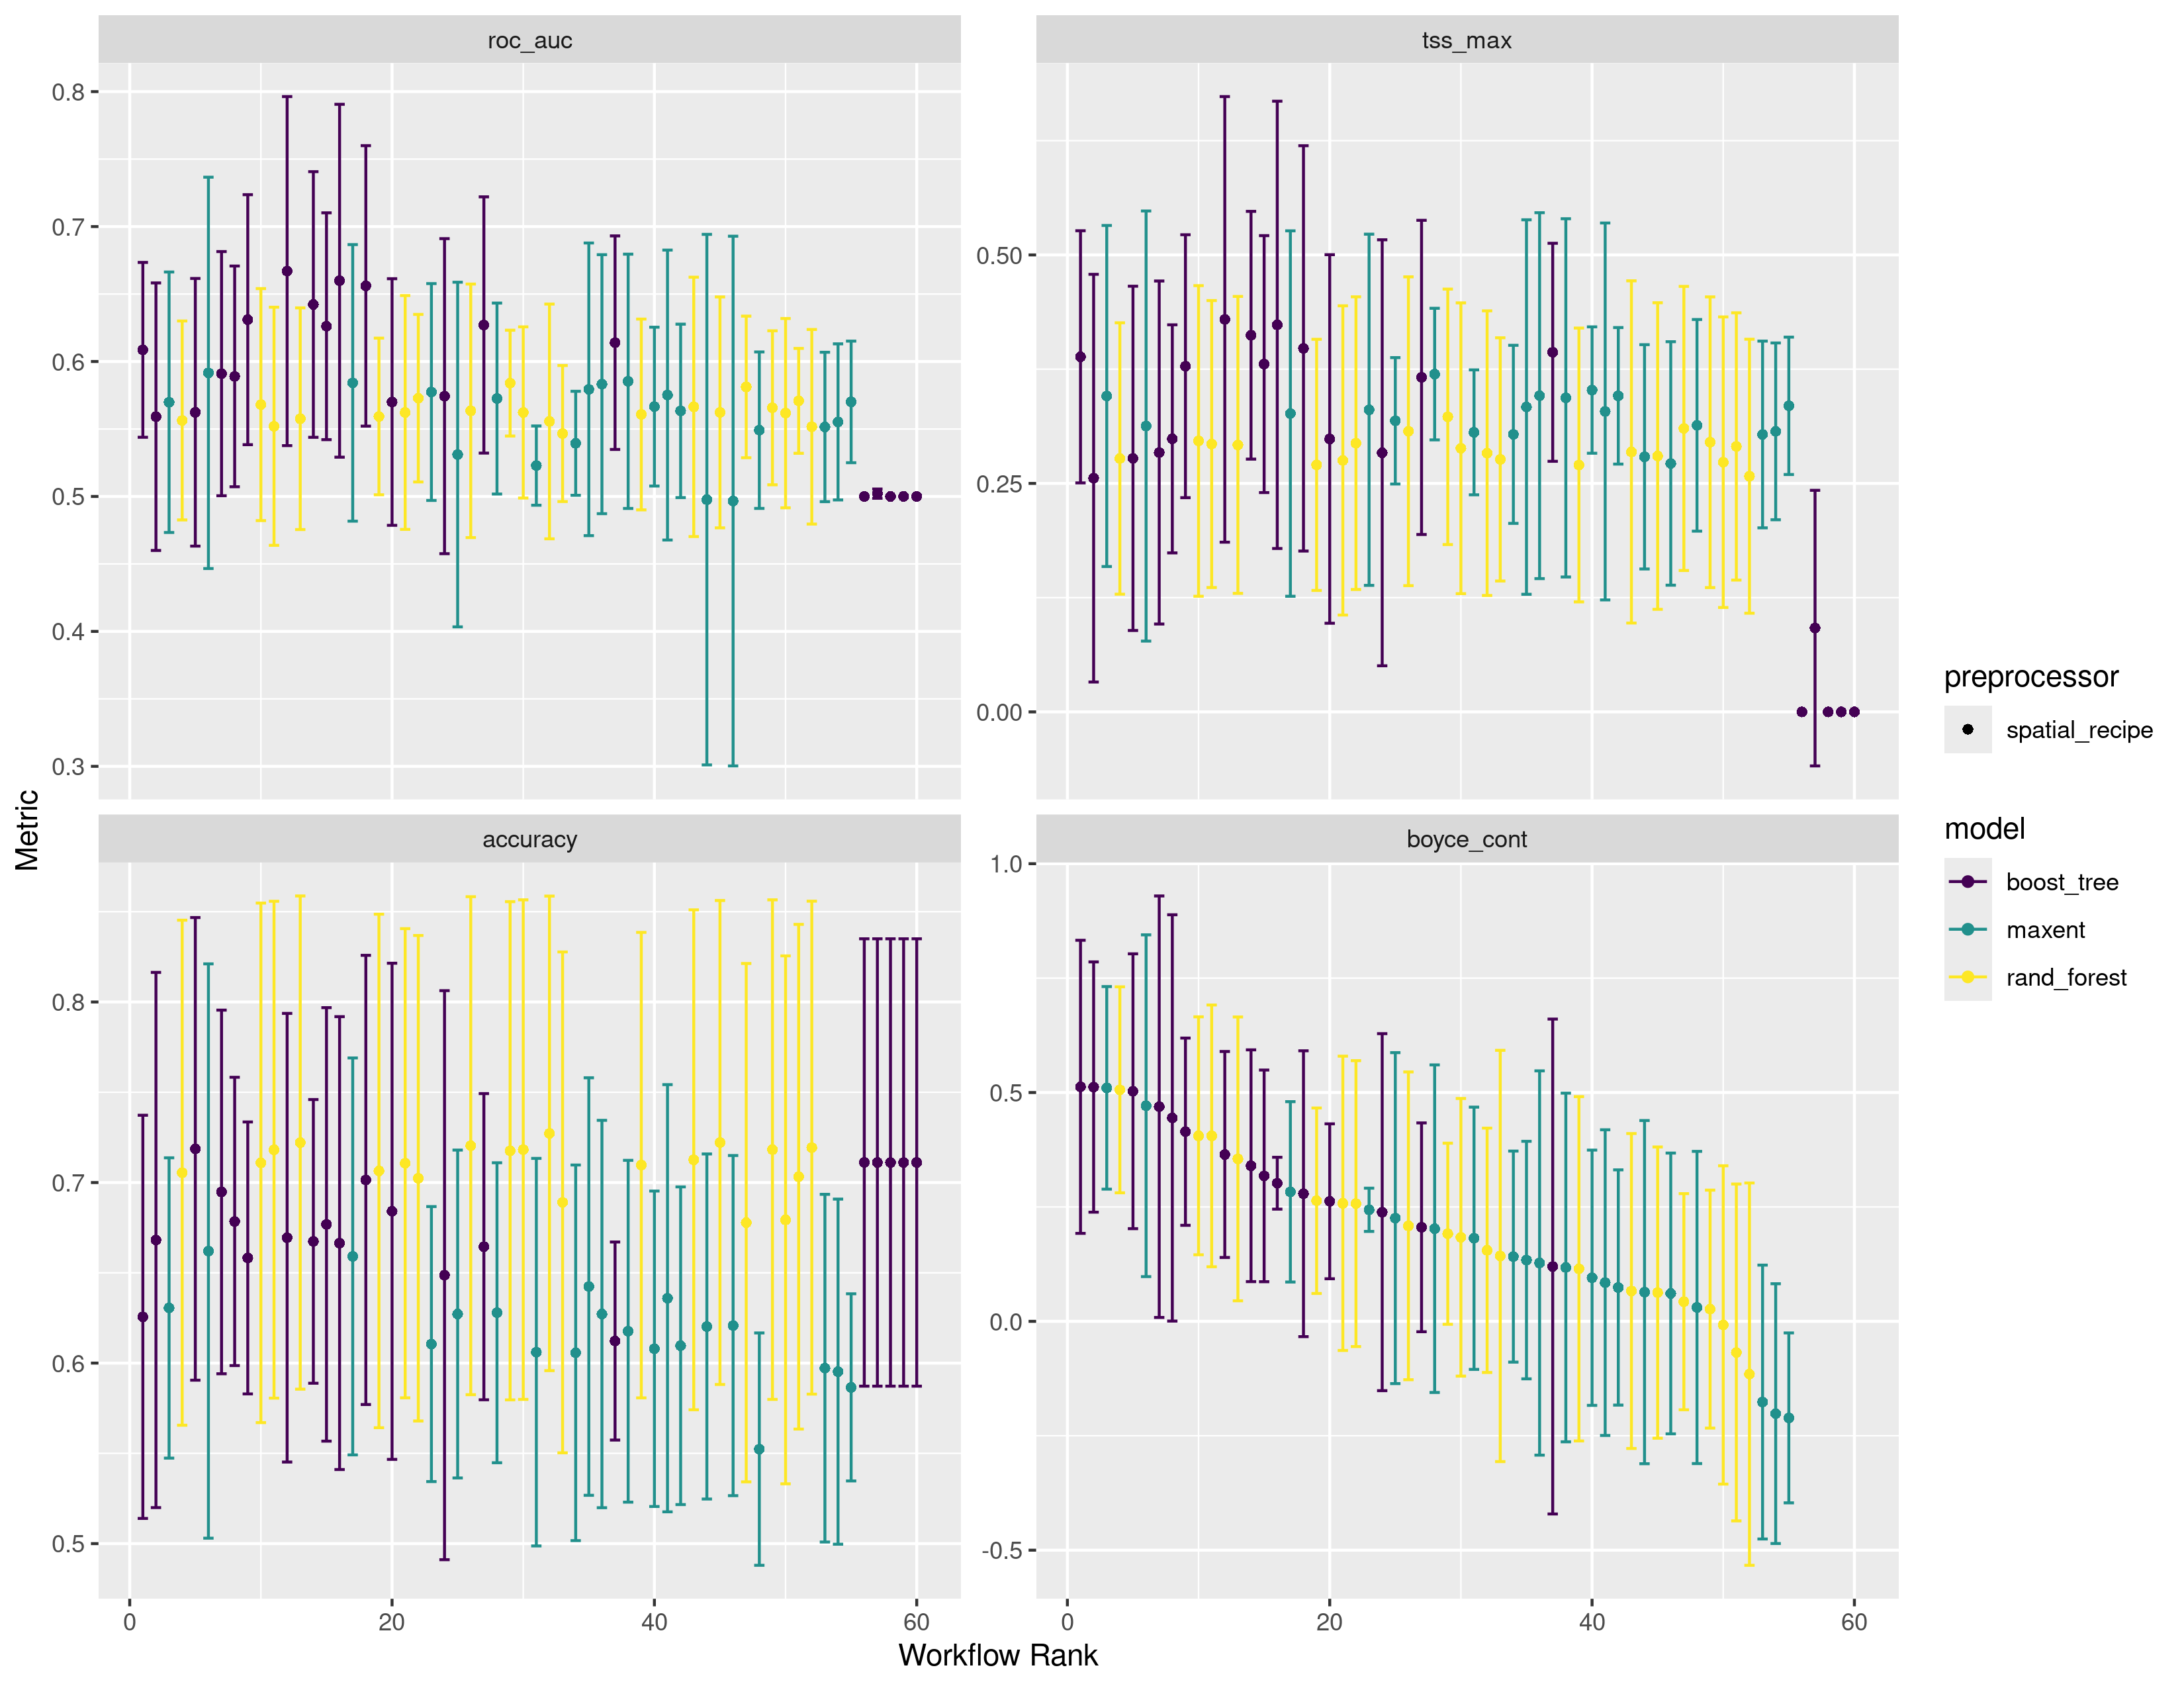 roc_auc
tss_max
0.8
0.7
0.6
0.5
0.4
0.3
0.50
0.25
0.00
accuracy
boyce_cont
0.8
0.7
0.6
0.5
1.0
0.5
0.0
-0.5
0 20 40 60
0 20 40 60
Workflow Rank
Metric
preprocessor
spatial_recipe
model
boost_tree
maxent
rand_forest